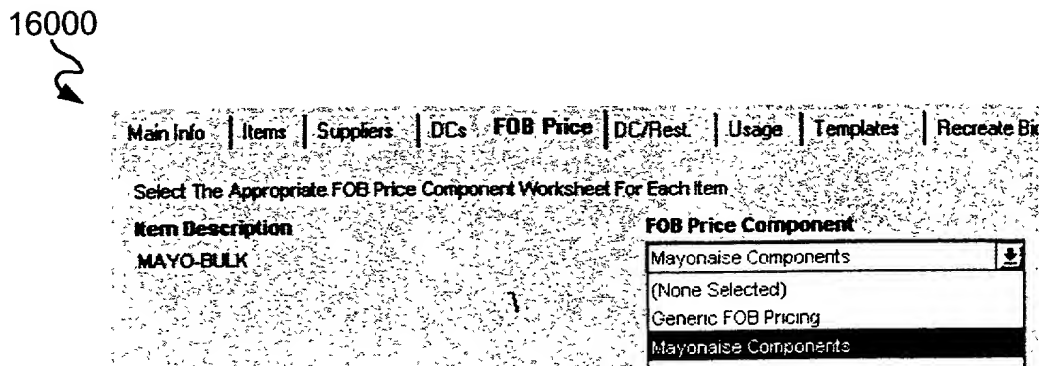 16000
Main Info Items Suppliers DCs FOB Price DC/Rest. Usage Templates Recreate Bid
Select The Appropriate FOB Price Component Worksheet For Each Item
Item Description FOB Price Component
MAYO-BULK Mayonaise Components
(None Selected)
Generic FOB Pricing
Mayonaise Components